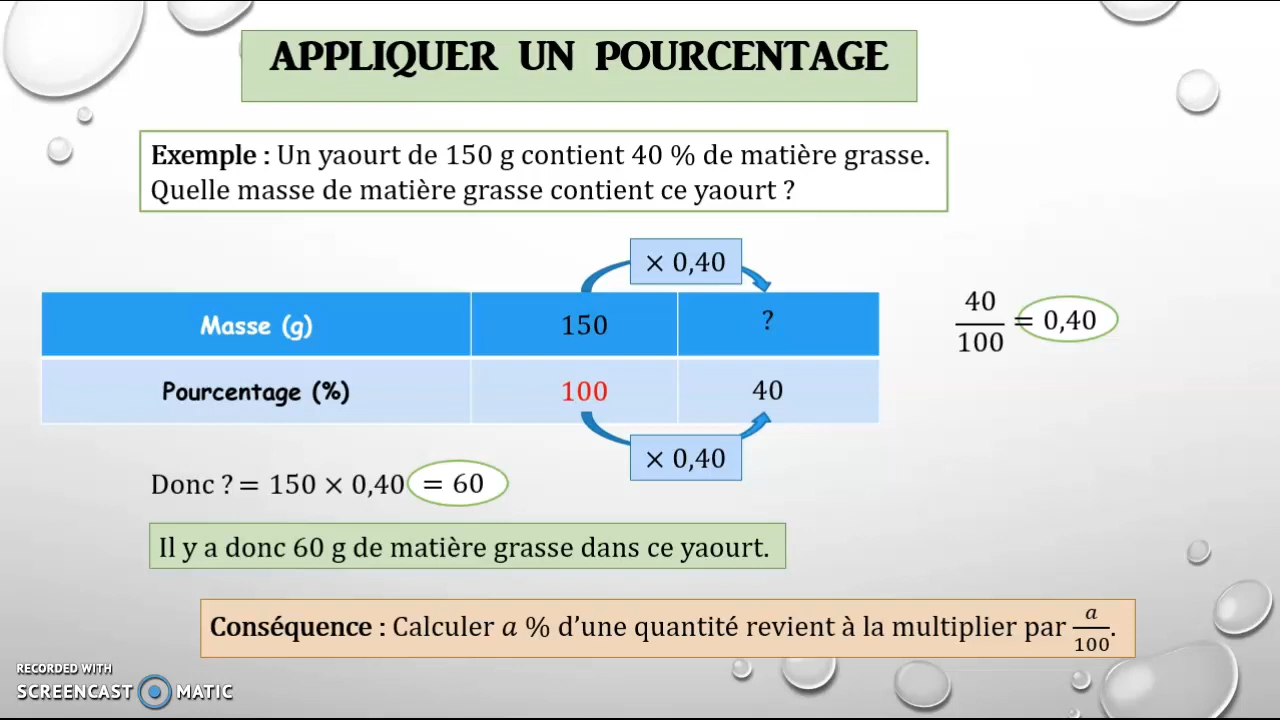 APPLIQUER UN POURCENTAGE
Exemple : Un yaourt de 150 g contient 40 % de matière grasse.
Quelle masse de matière grasse contient ce yaourt ?
× 0,40
Masse (g) 150 ?
40/100 = 0,40
Pourcentage (%) 100 40
× 0,40
Donc ? = 150 × 0,40 = 60
Il y a donc 60 g de matière grasse dans ce yaourt.
Conséquence : Calculer a % d’une quantité revient à la multiplier par a/100.
RECORDED WITH
SCREENCAST MATIC